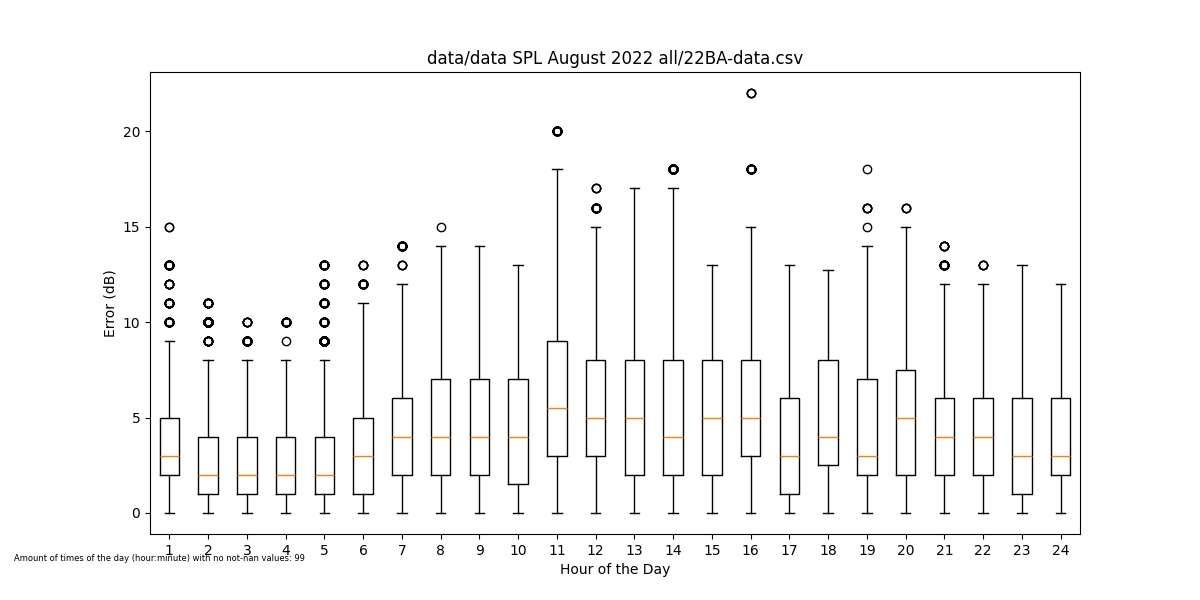 data/data SPL August 2022 all/22BA-data.csv
Error (dB)
20
15
10
5
0
1 2 3 4 5 6 7 8 9 10 11 12 13 14 15 16 17 18 19 20 21 22 23 24
Amount of times of the day (hour:minute) with no not-nan values: 99
Hour of the Day